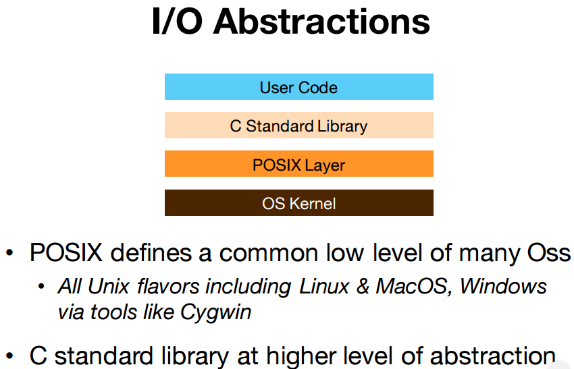 I/O Abstractions
User Code
C Standard Library
POSIX Layer
OS Kernel
• POSIX defines a common low level of many Oss
• All Unix flavors including Linux & MacOS, Windows
via tools like Cygwin
• C standard library at higher level of abstraction